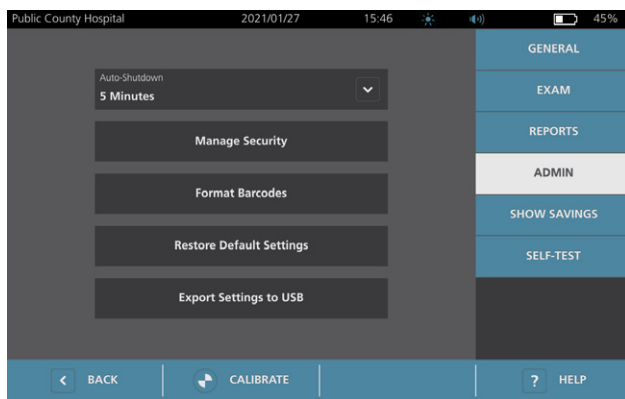 Public County Hospital 2021/01/27 15:46 45%
GENERAL
Auto-Shutdown
5 Minutes
EXAM
Manage Security
REPORTS
Format Barcodes
ADMIN
SHOW SAVINGS
Restore Default Settings
SELF-TEST
Export Settings to USB
BACK CALIBRATE ? HELP